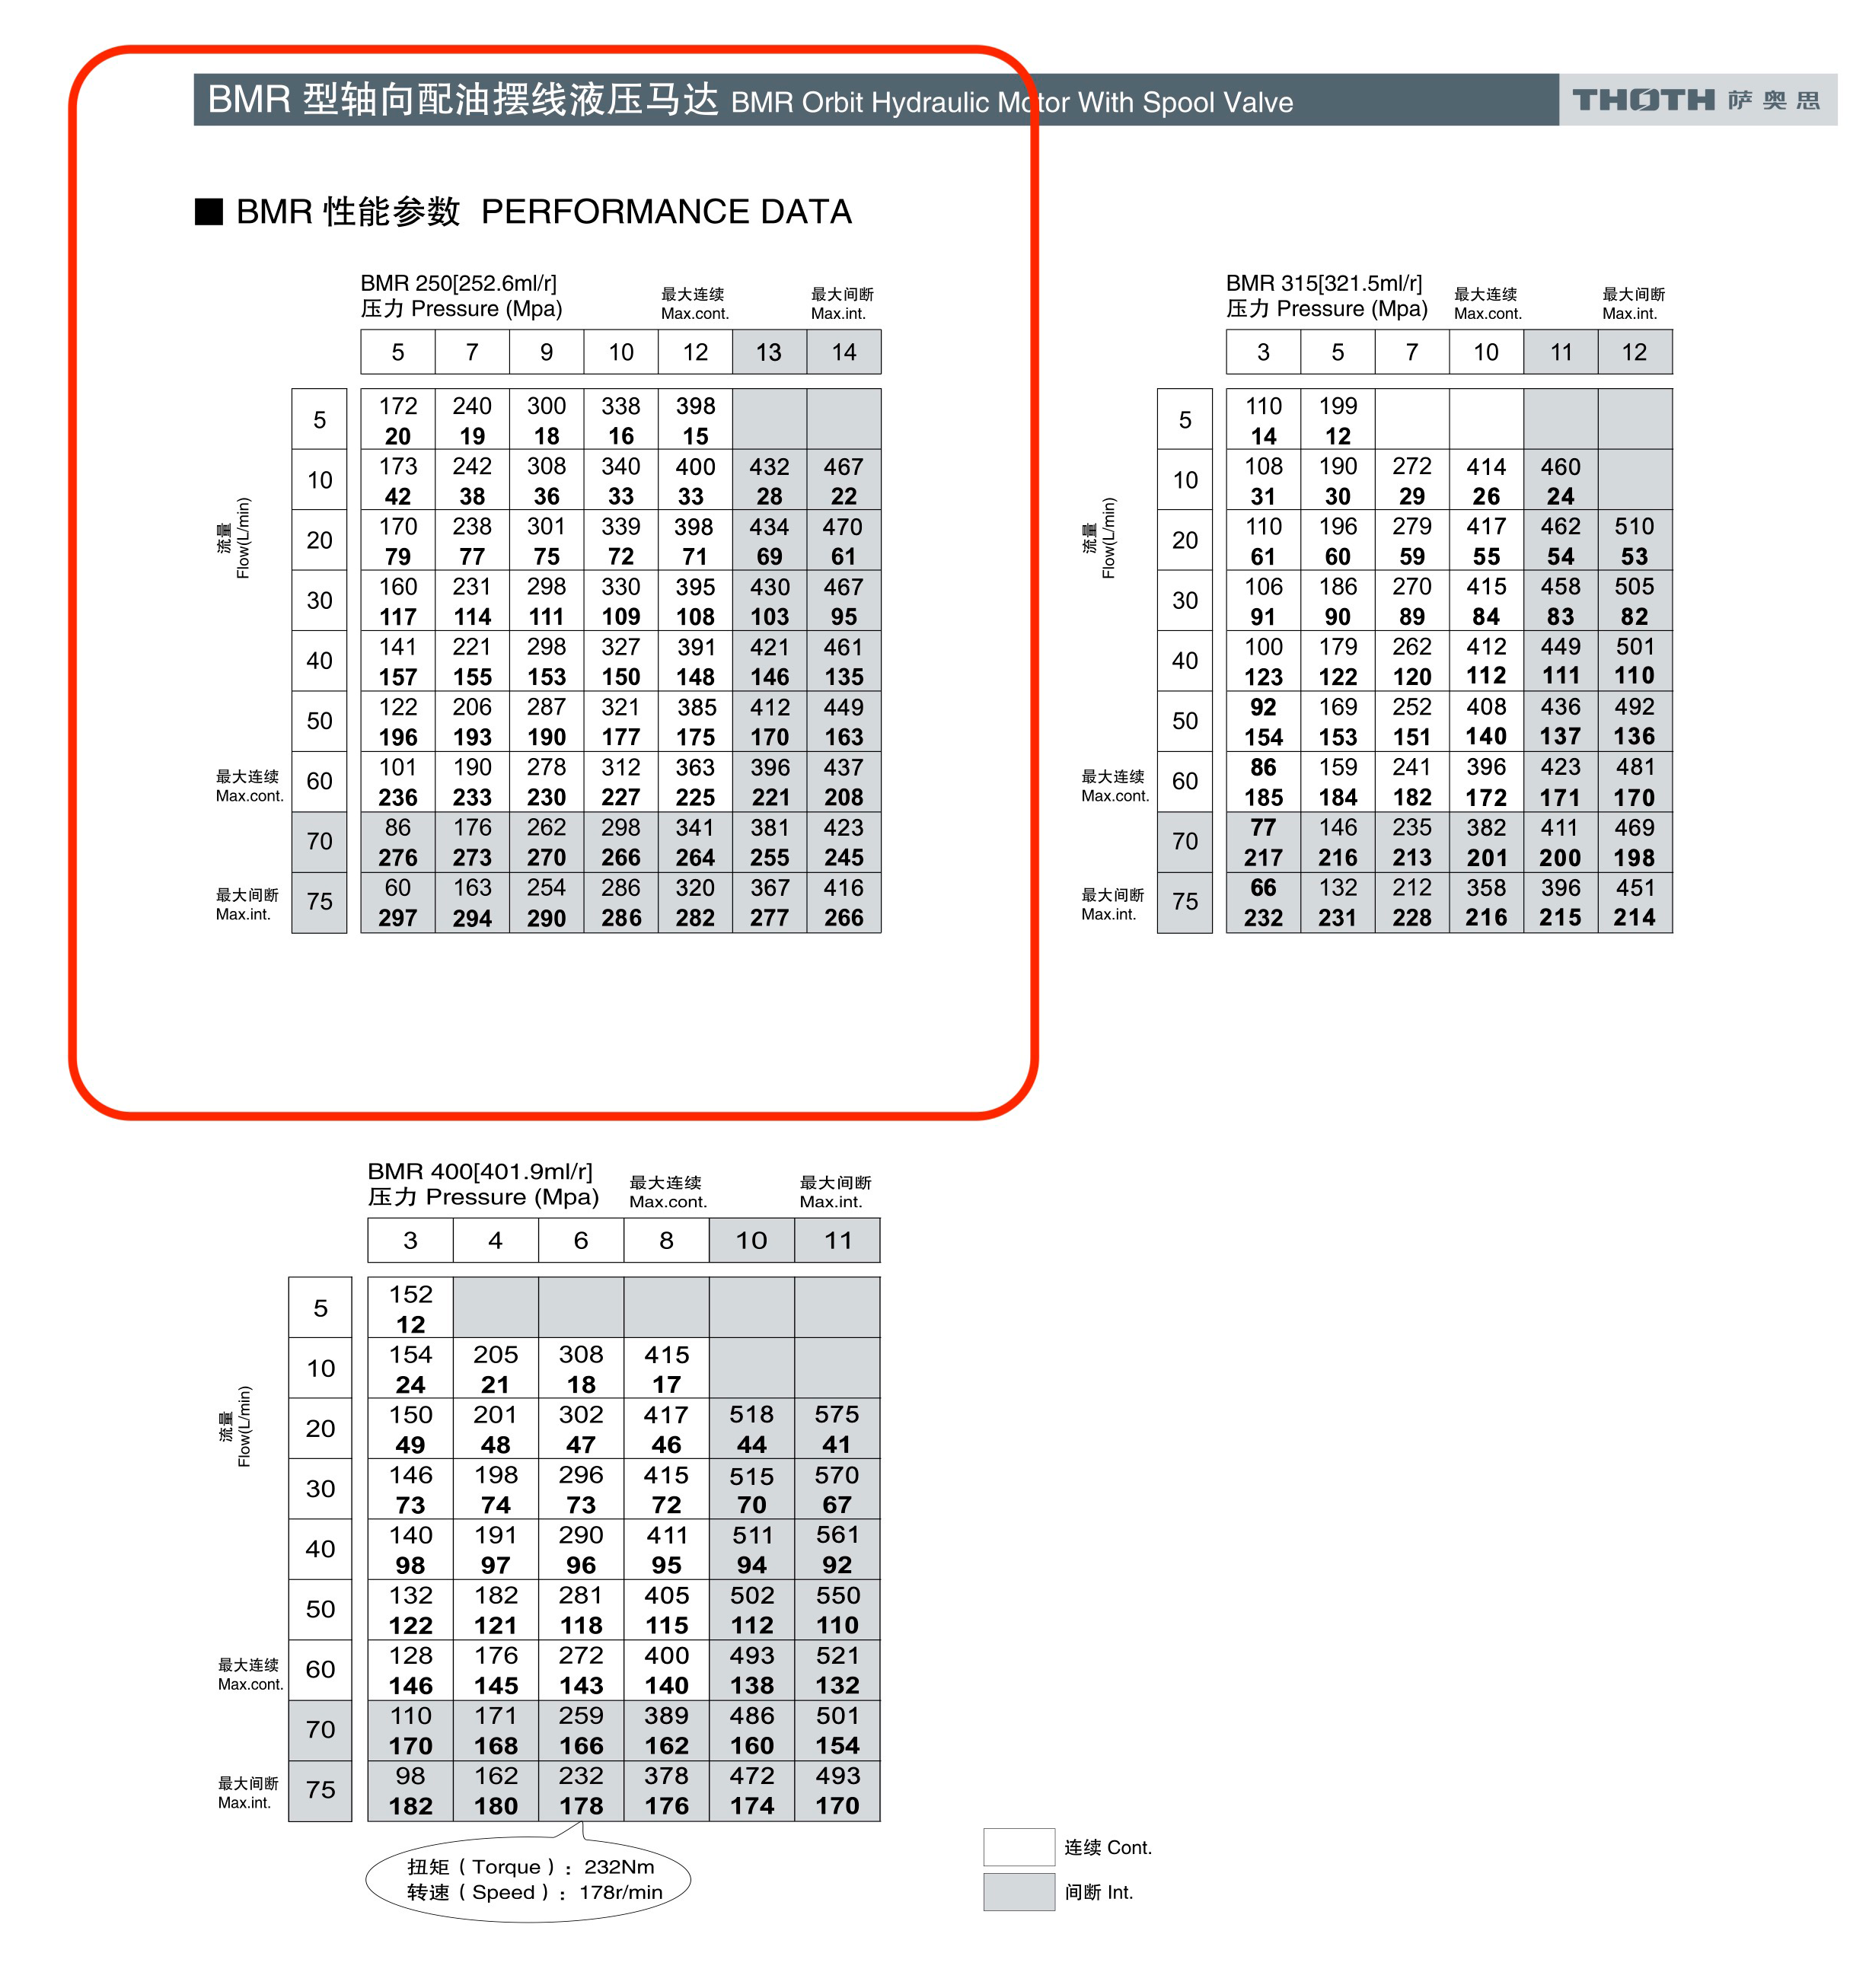 BMR 型轴向配油摆线液压马达 BMR Orbit Hydraulic Motor With Spool Valve
THOTH 萨奥思
■ BMR 性能参数 PERFORMANCE DATA
BMR 250[252.6ml/r]
压力 Pressure (Mpa)
最大连续
Max.cont.
最大间断
Max.int.
5 7 9 10 12 13 14
流量
Flow(L/min)
5 172 240 300 338 398
20 19 18 16 15
10 173 242 308 340 400 432 467
42 38 36 33 33 28 22
20 170 238 301 339 398 434 470
79 77 75 72 71 69 61
30 160 231 298 330 395 430 467
117 114 111 109 108 103 95
40 141 221 298 327 391 421 461
157 155 153 150 148 146 135
50 122 206 287 321 385 412 449
196 193 190 177 175 170 163
最大连续
Max.cont.
60 101 190 278 312 363 396 437
236 233 230 227 225 221 208
70 86 176 262 298 341 381 423
276 273 270 266 264 255 245
最大间断
Max.int.
75 60 163 254 286 320 367 416
297 294 290 286 282 277 266
BMR 315[321.5ml/r]
压力 Pressure (Mpa)
最大连续
Max.cont.
最大间断
Max.int.
3 5 7 10 11 12
流量
Flow(L/min)
5 110 199
14 12
10 108 190 272 414 460
31 30 29 26 24
20 110 196 279 417 462 510
61 60 59 55 54 53
30 106 186 270 415 458 505
91 90 89 84 83 82
40 100 179 262 412 449 501
123 122 120 112 111 110
50 92 169 252 408 436 492
154 153 151 140 137 136
最大连续
Max.cont.
60 86 159 241 396 423 481
185 184 182 172 171 170
70 77 146 235 382 411 469
217 216 213 201 200 198
最大间断
Max.int.
75 66 132 212 358 396 451
232 231 228 216 215 214
BMR 400[401.9ml/r]
压力 Pressure (Mpa)
最大连续
Max.cont.
最大间断
Max.int.
3 4 6 8 10 11
流量
Flow(L/min)
5 152
12
10 154 205 308 415
24 21 18 17
20 150 201 302 417 518 575
49 48 47 46 44 41
30 146 198 296 415 515 570
73 74 73 72 70 67
40 140 191 290 411 511 561
98 97 96 95 94 92
50 132 182 281 405 502 550
122 121 118 115 112 110
最大连续
Max.cont.
60 128 176 272 400 493 521
146 145 143 140 138 132
70 110 171 259 389 486 501
170 168 166 162 160 154
最大间断
Max.int.
75 98 162 232 378 472 493
182 180 178 176 174 170
扭矩（Torque）：232Nm
转速（Speed）：178r/min
连续 Cont.
间断 Int.